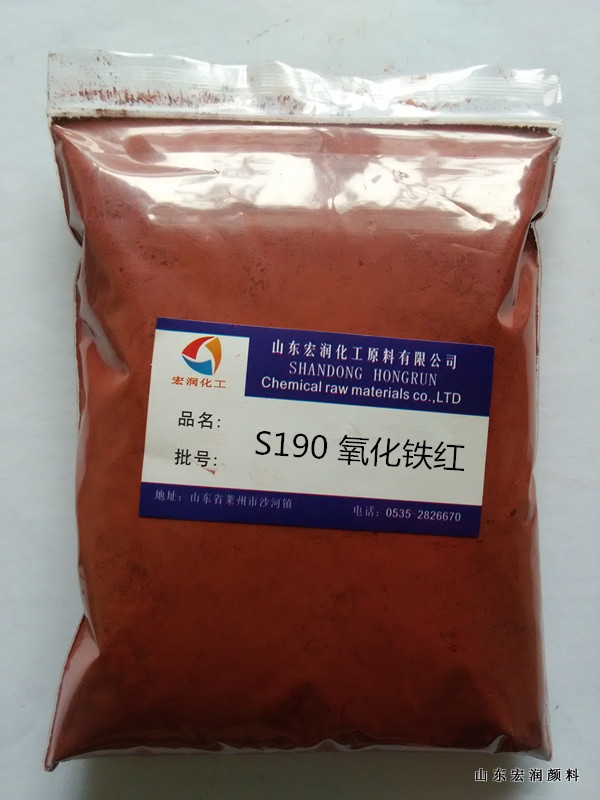 山东宏润化工原料有限公司
SHANDONG HONGRUN
Chemical raw materials co.,LTD
宏润化工
品名:
S190 氧化铁红
批号:
地址：山东省莱州市沙河镇
电话：0535-2826670
山东宏润颜料